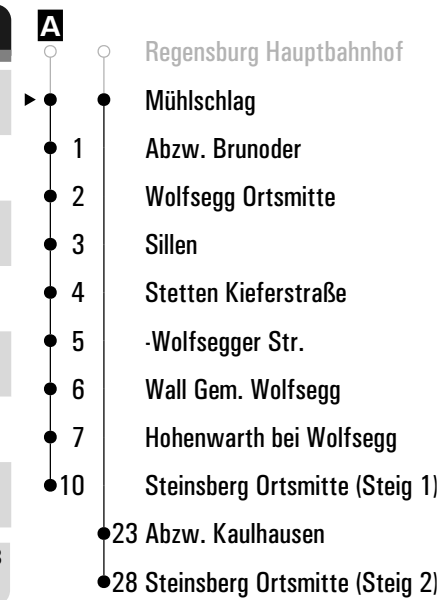 A
Regensburg Hauptbahnhof
Mühlschlag
1 Abzw. Brunoder
2 Wolfsegg Ortsmitte
3 Sillen
4 Stetten Kieferstraße
5 -Wolfsegger Str.
6 Wall Gem. Wolfsegg
7 Hohenwarth bei Wolfsegg
10 Steinsberg Ortsmitte (Steig 1)
23 Abzw. Kaulhausen
28 Steinsberg Ortsmitte (Steig 2)